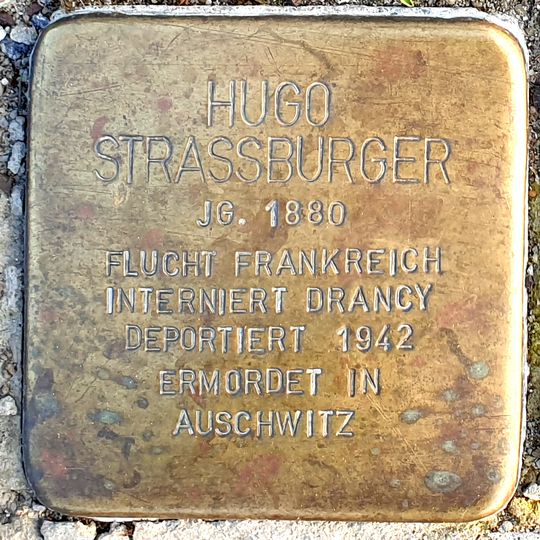 HUGO
STRASSBURGER
JG. 1880
FLUCHT FRANKREICH
INTERNIERT DRANCY
DEPORTIERT 1942
ERMORDET IN
AUSCHWITZ